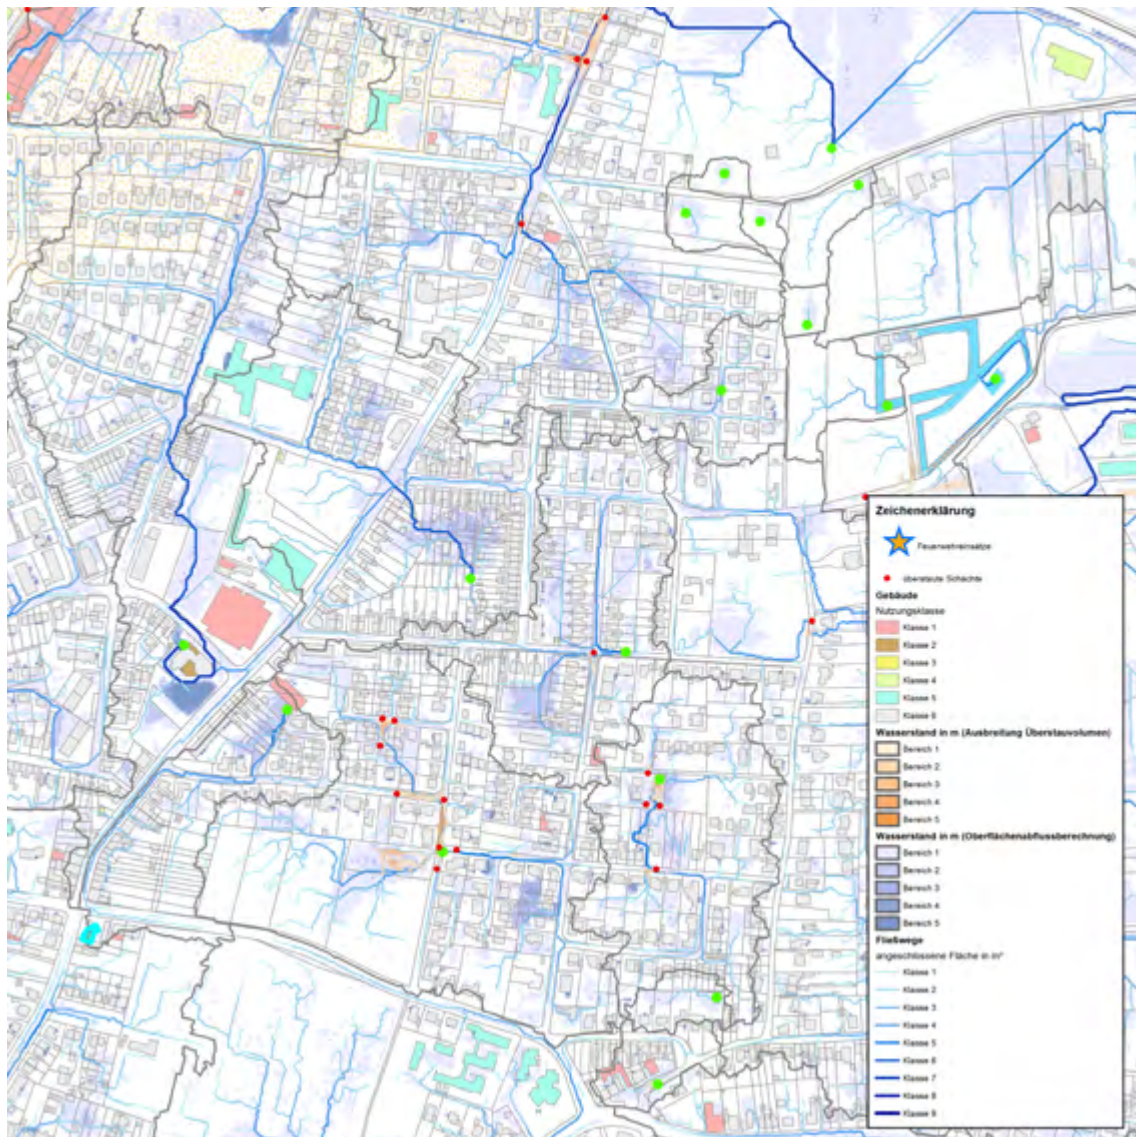 Zeichenerklärung
Feuerwehreinsätze
überstaute Schächte
Gebäude
Nutzungsklasse
Klasse 1
Klasse 2
Klasse 3
Klasse 4
Klasse 5
Klasse 6
Wasserstand in m (Ausbreitung Überstauvolumen)
Bereich 1
Bereich 2
Bereich 3
Bereich 4
Bereich 5
Wasserstand in m (Oberflächenabflussberechnung)
Bereich 1
Bereich 2
Bereich 3
Bereich 4
Bereich 5
Fließwege
angeschlossene Fläche in m²
Klasse 1
Klasse 2
Klasse 3
Klasse 4
Klasse 5
Klasse 6
Klasse 7
Klasse 8
Klasse 9